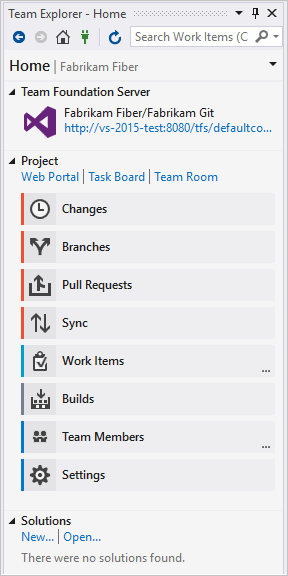 Team Explorer - Home
Search Work Items (C
Home | Fabrikam Fiber
Team Foundation Server
Fabrikam Fiber/Fabrikam Git
http://vs-2015-test:8080/tfs/defaultco...
Project
Web Portal | Task Board | Team Room
Changes
Branches
Pull Requests
Sync
Work Items
...
Builds
Team Members
...
Settings
Solutions
New... | Open...
There were no solutions found.